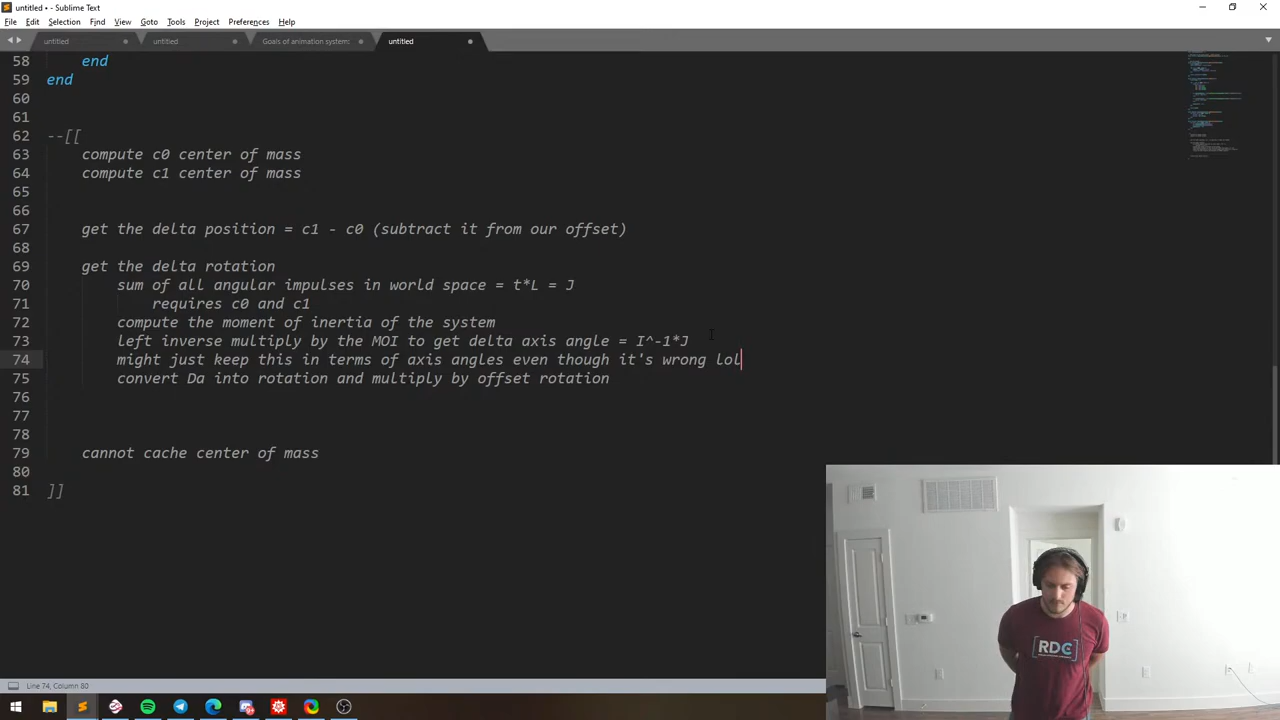 untitled • - Sublime Text
File Edit Selection Find View Goto Tools Project Preferences Help
untitled untitled Goals of animation system: untitled
58 end
59 end
60
61
62 --[[
63 compute c0 center of mass
64 compute c1 center of mass
65
66
67 get the delta position = c1 - c0 (subtract it from our offset)
68
69 get the delta rotation
70 sum of all angular impulses in world space = t*L = J
71 requires c0 and c1
72 compute the moment of inertia of the system
73 left inverse multiply by the MOI to get delta axis angle = I^-1*J
74 might just keep this in terms of axis angles even though it's wrong lol
75 convert Da into rotation and multiply by offset rotation
76
77
78
79 cannot cache center of mass
80
81 ]]
RDC
Line 74, Column 80